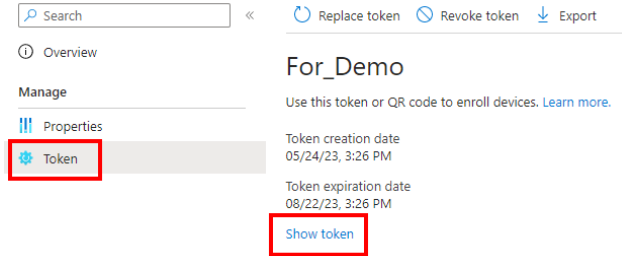 Search
Overview
Manage
Properties
Token
Replace token Revoke token Export
For_Demo
Use this token or QR code to enroll devices. Learn more.
Token creation date
05/24/23, 3:26 PM
Token expiration date
08/22/23, 3:26 PM
Show token